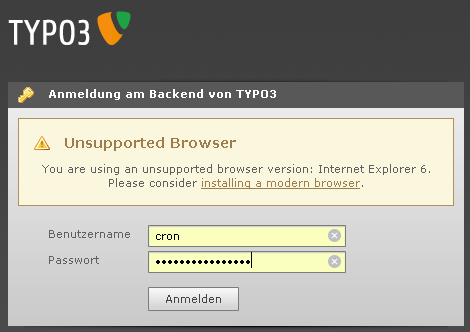 TYPO3
Anmeldung am Backend von TYPO3
Unsupported Browser
You are using an unsupported browser version: Internet Explorer 6.
Please consider installing a modern browser.
Benutzername
cron
Passwort
••••••••••••••••
Anmelden